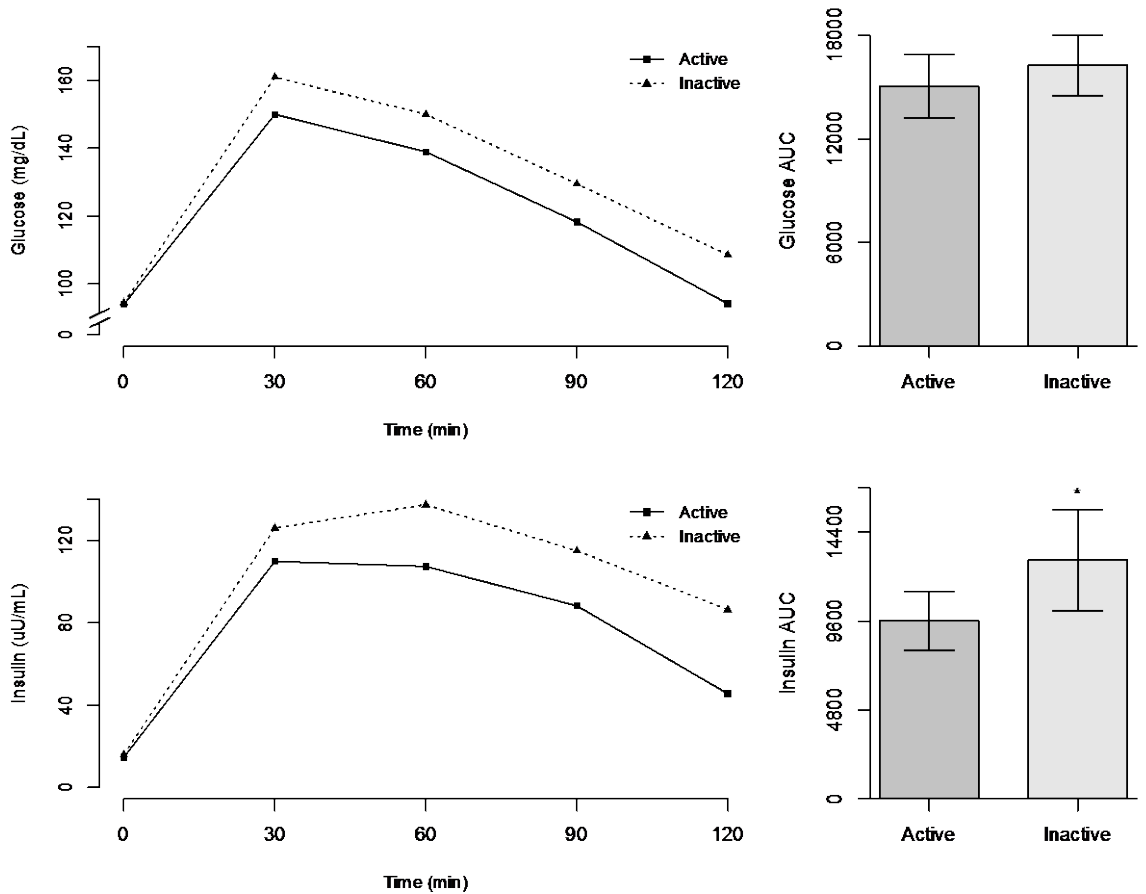 Glucose (mg/dL)
160
140
120
100
0
Active
Inactive
0 30 60 90 120
Time (min)
Glucose AUC
18000
12000
6000
0
Active Inactive
Insulin (uU/mL)
120
80
40
0
Active
Inactive
0 30 60 90 120
Time (min)
Insulin AUC
14400
9600
4800
0
*
Active Inactive